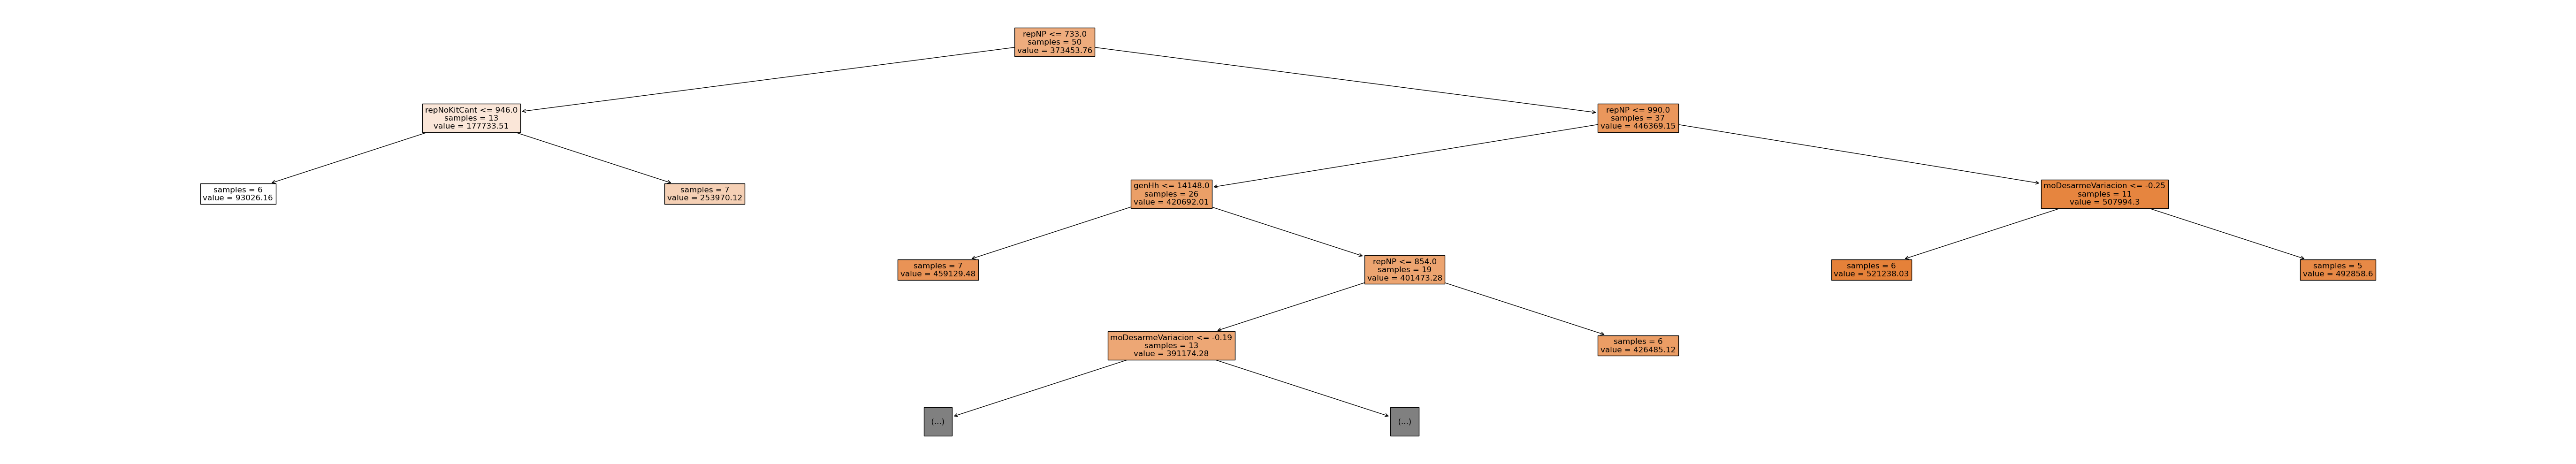 repNP <= 733.0
samples = 50
value = 373453.76
repNoKitCant <= 946.0
samples = 13
value = 177733.51
repNP <= 990.0
samples = 37
value = 446369.15
samples = 6
value = 93026.16
samples = 7
value = 253970.12
genHh <= 14148.0
samples = 26
value = 420692.01
moDesarmeVariacion <= -0.25
samples = 11
value = 507994.3
samples = 7
value = 459129.48
repNP <= 854.0
samples = 19
value = 401473.28
samples = 6
value = 521238.03
samples = 5
value = 492858.6
moDesarmeVariacion <= -0.19
samples = 13
value = 391174.28
samples = 6
value = 426485.12
(...)
(...)